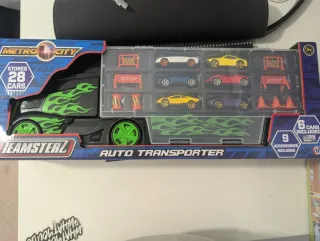 METRO CITY
STORES
28
CARS
STOP
STOP
TEAMSTERZ
AUTO TRANSPORTER
6 CARS
INCLUDED
9
ACCESSORIES
INCLUDED